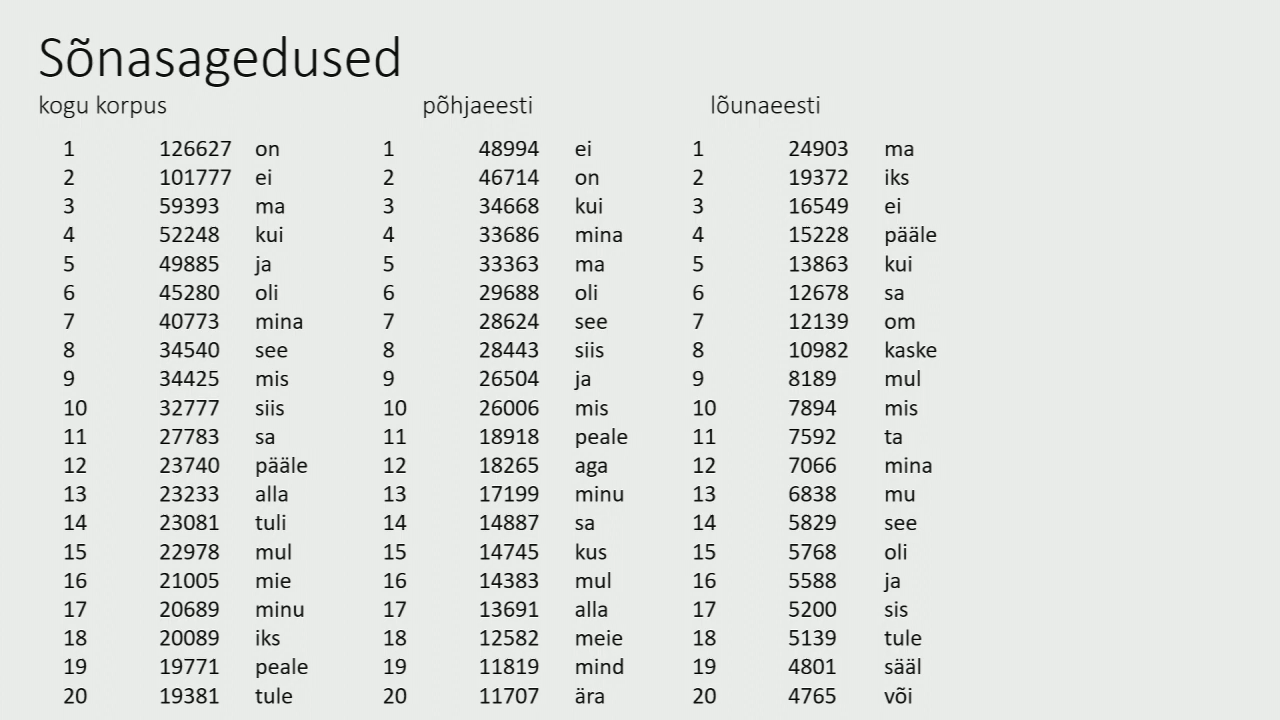 Sõnasagedused
kogu korpus põhjaeesti lõunaeesti
1 126627 on 1 48994 ei 1 24903 ma
2 101777 ei 2 46714 on 2 19372 iks
3 59393 ma 3 34668 kui 3 16549 ei
4 52248 kui 4 33686 mina 4 15228 pääle
5 49885 ja 5 33363 ma 5 13863 kui
6 45280 oli 6 29688 oli 6 12678 sa
7 40773 mina 7 28624 see 7 12139 om
8 34540 see 8 28443 siis 8 10982 kaske
9 34425 mis 9 26504 ja 9 8189 mul
10 32777 siis 10 26006 mis 10 7894 mis
11 27783 sa 11 18918 peale 11 7592 ta
12 23740 pääle 12 18265 aga 12 7066 mina
13 23233 alla 13 17199 minu 13 6838 mu
14 23081 tuli 14 14887 sa 14 5829 see
15 22978 mul 15 14745 kus 15 5768 oli
16 21005 mie 16 14383 mul 16 5588 ja
17 20689 minu 17 13691 alla 17 5200 sis
18 20089 iks 18 12582 meie 18 5139 tule
19 19771 peale 19 11819 mind 19 4801 sääl
20 19381 tule 20 11707 ära 20 4765 või